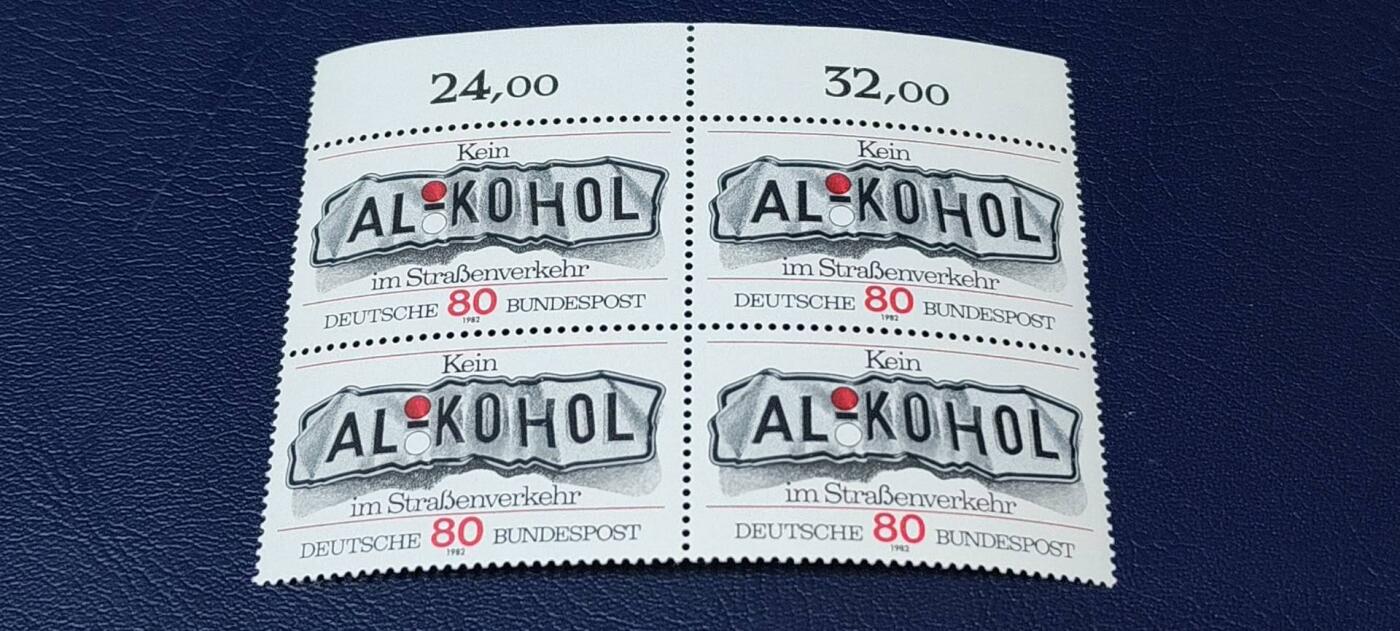 24,00
32,00
Kein
AL-KOHOL
im Straßenverkehr
DEUTSCHE 80 BUNDESPOST
1982
Kein
AL-KOHOL
im Straßenverkehr
DEUTSCHE 80 BUNDESPOST
1982
Kein
AL-KOHOL
im Straßenverkehr
DEUTSCHE 80 BUNDESPOST
1982
Kein
AL-KOHOL
im Straßenverkehr
DEUTSCHE 80 BUNDESPOST
1982